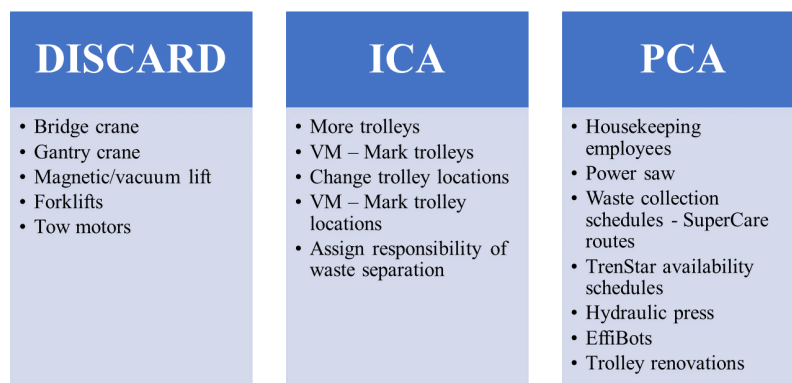 DISCARD
• Bridge crane
• Gantry crane
• Magnetic/vacuum lift
• Forklifts
• Tow motors
ICA
• More trolleys
• VM – Mark trolleys
• Change trolley locations
• VM – Mark trolley
locations
• Assign responsibility of
waste separation
PCA
• Housekeeping
employees
• Power saw
• Waste collection
schedules - SuperCare
routes
• TrenStar availability
schedules
• Hydraulic press
• EffiBots
• Trolley renovations